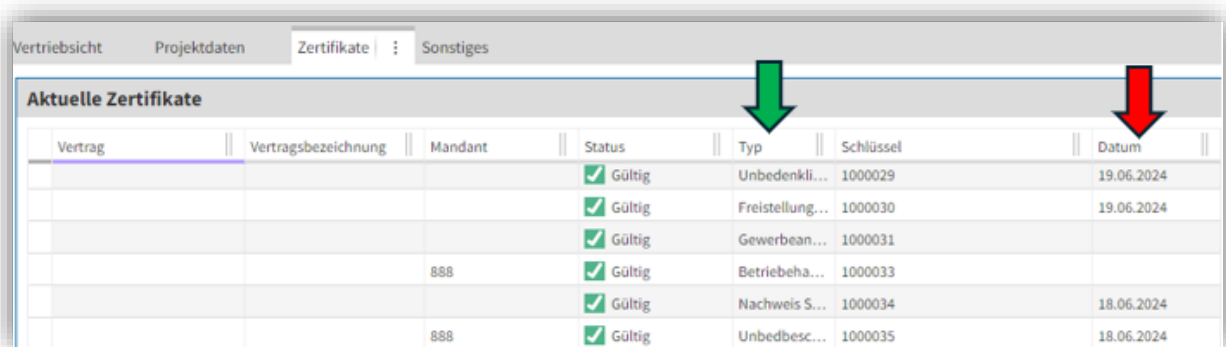 Vertriebsicht Projektdaten Zertifikate Sonstiges
Aktuelle Zertifikate
Vertrag Vertragsbezeichnung Mandant Status Typ Schlüssel Datum
Gültig Unbedenkli... 1000029 19.06.2024
Gültig Freistellung... 1000030 19.06.2024
Gültig Gewerbean... 1000031
888 Gültig Betriebeha... 1000033
Gültig Nachweis S... 1000034 18.06.2024
888 Gültig Unbedbesc... 1000035 18.06.2024